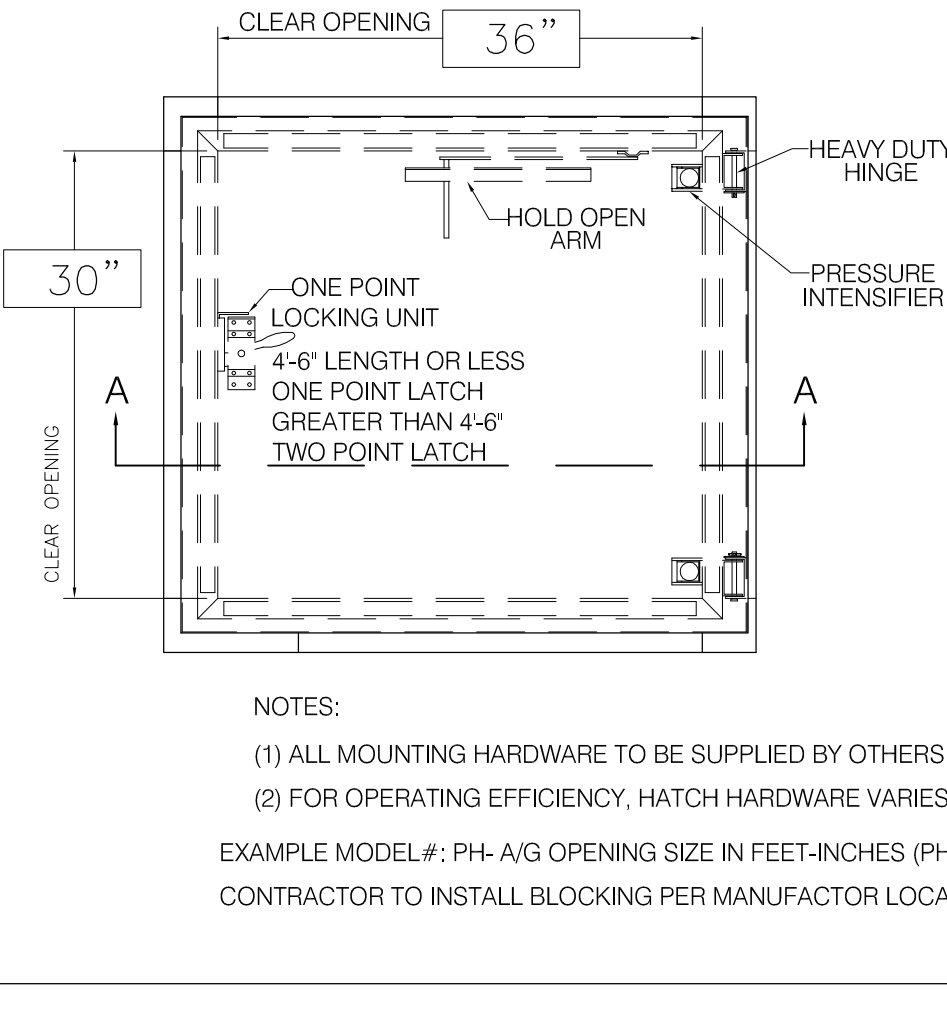 CLEAR OPENING
36"
HEAVY DUTY
HINGE
HOLD OPEN
ARM
30"
PRESSURE
INTENSIFIER
ONE POINT
LOCKING UNIT
4'-6" LENGTH OR LESS
ONE POINT LATCH
GREATER THAN 4'-6"
TWO POINT LATCH
A
A
CLEAR OPENING
NOTES:
(1) ALL MOUNTING HARDWARE TO BE SUPPLIED BY OTHERS
(2) FOR OPERATING EFFICIENCY, HATCH HARDWARE VARIES
EXAMPLE MODEL#: PH- A/G OPENING SIZE IN FEET-INCHES (PH
CONTRACTOR TO INSTALL BLOCKING PER MANUFACTOR LOCA